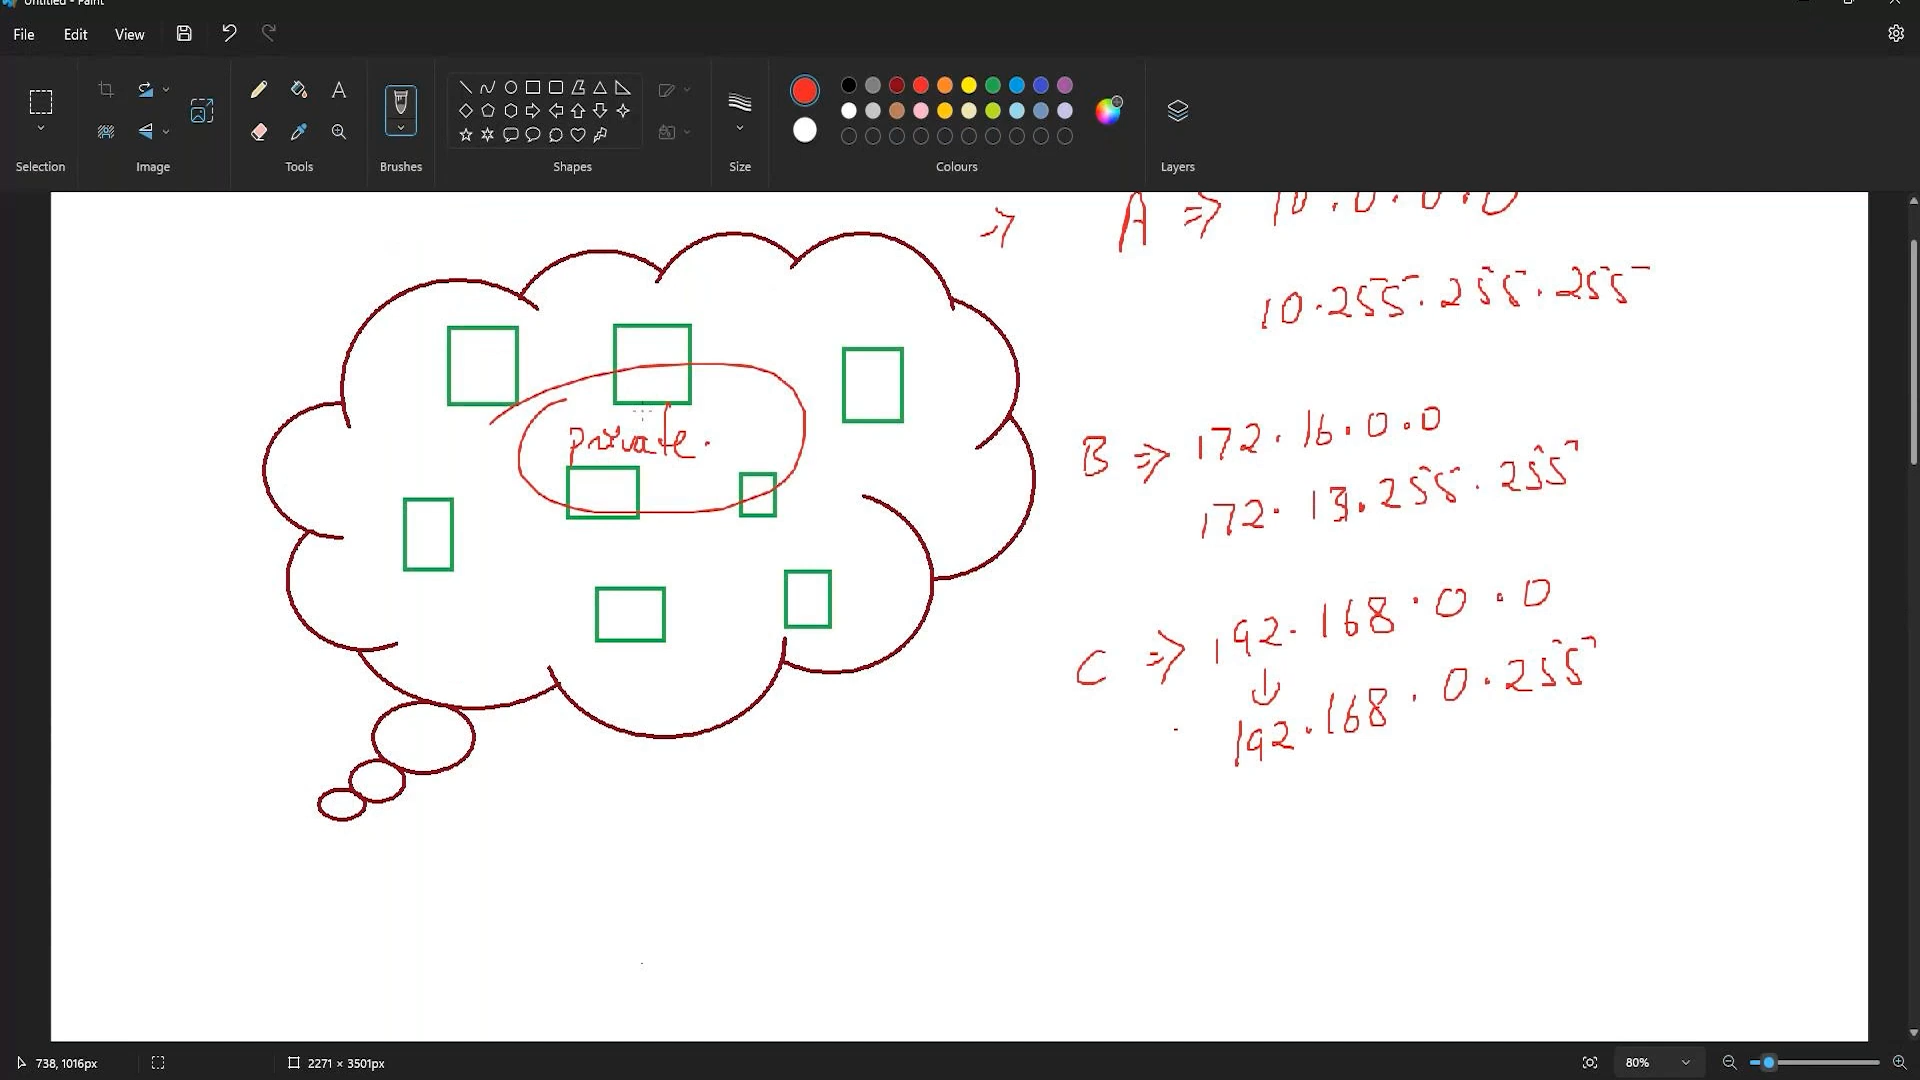 Untitled - Paint
File Edit View
Selection Image Tools Brushes Shapes Size Colours Layers
A ⇒ 10.0.0.0
10.255.255.255
private.
B ⇒ 172.16.0.0
172. .255.255
C ⇒ 192.168.0.0
192.168.0.255
738, 1016px 2271 × 3501px 80%